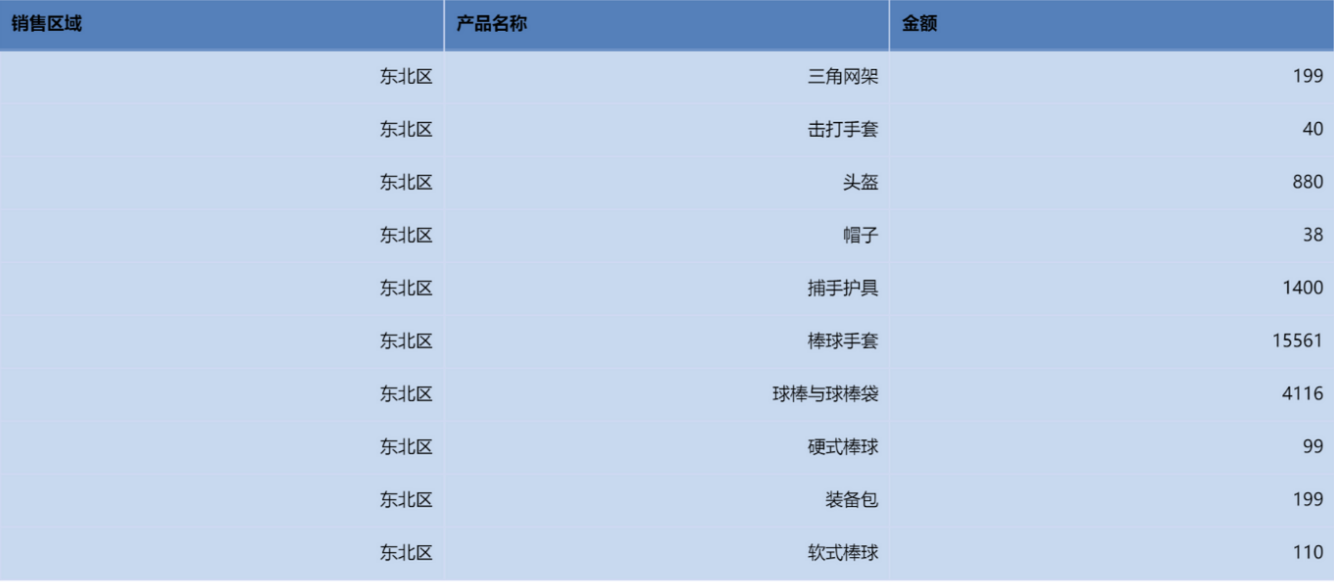 销售区域 产品名称 金额
东北区 三角网架 199
东北区 击打手套 40
东北区 头盔 880
东北区 帽子 38
东北区 捕手护具 1400
东北区 棒球手套 15561
东北区 球棒与球棒袋 4116
东北区 硬式棒球 99
东北区 装备包 199
东北区 软式棒球 110